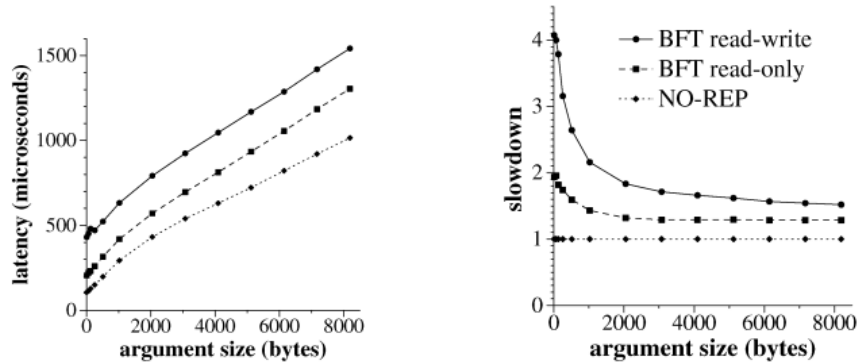 latency (microseconds)
1500
1000
500
0
0 2000 4000 6000 8000
argument size (bytes)
slowdown
4
3
2
1
0
BFT read-write
BFT read-only
NO-REP
0 2000 4000 6000 8000
argument size (bytes)